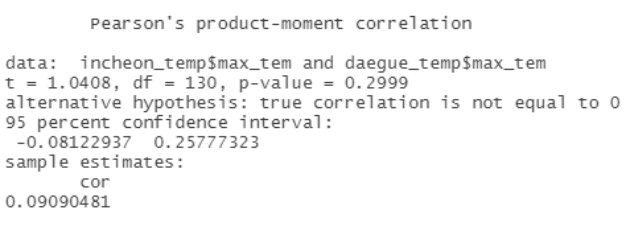 Pearson's product-moment correlation
data:  incheon_temp$max_tem and daegue_temp$max_tem
t = 1.0408, df = 130, p-value = 0.2999
alternative hypothesis: true correlation is not equal to 0
95 percent confidence interval:
-0.08122937  0.25777323
sample estimates:
cor
0.09090481